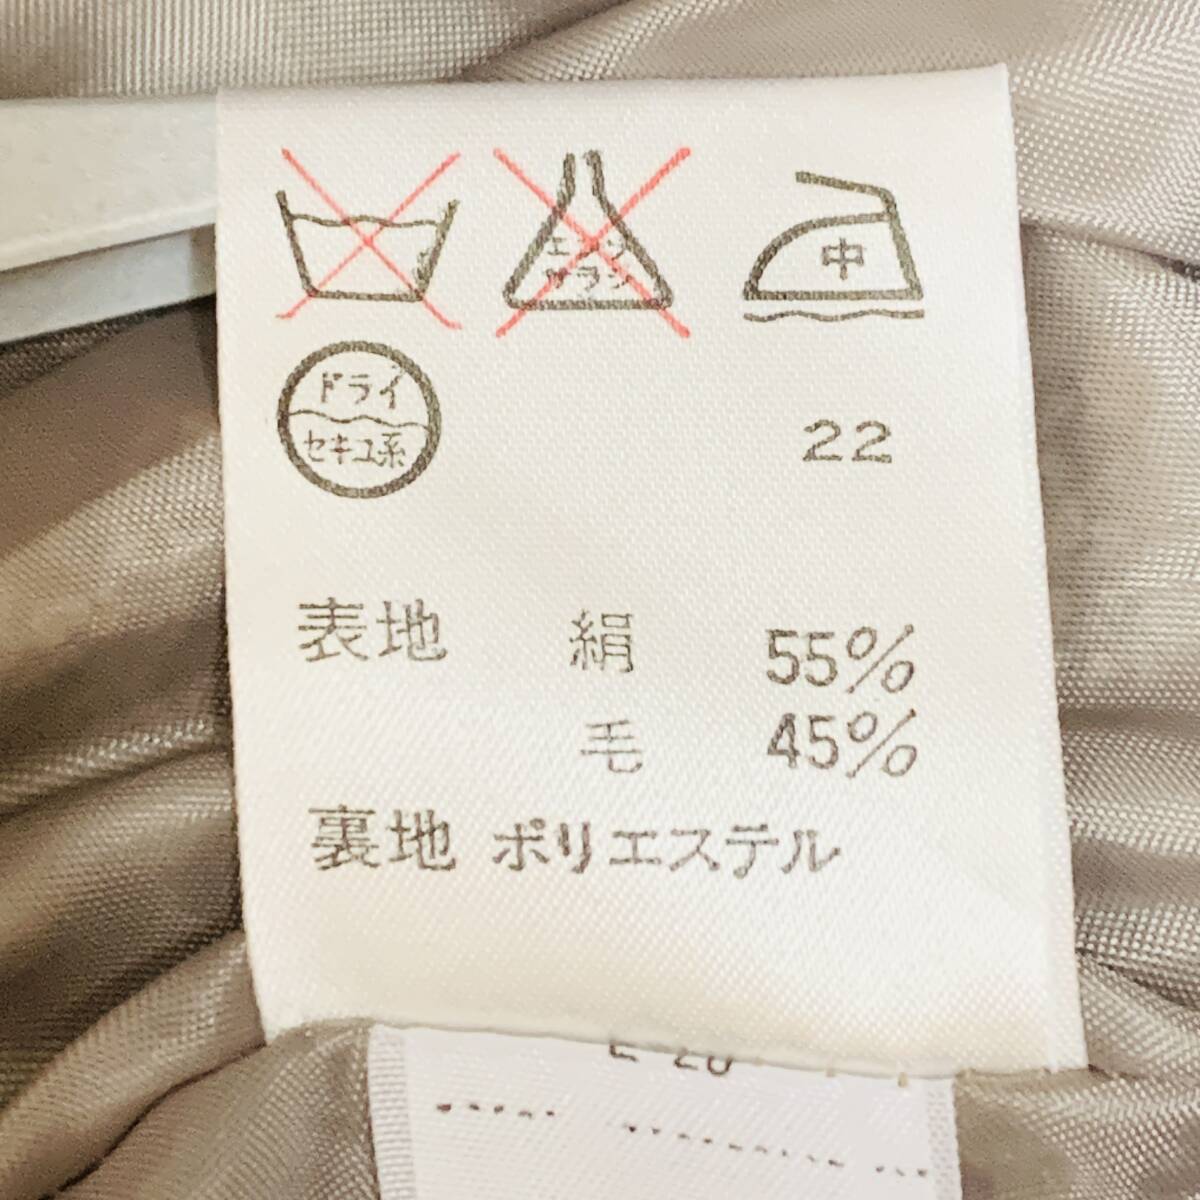 エンソ
サラシ
中
ドライ
セキユ系
22
表地 絹 55%
毛 45%
裏地 ポリエステル